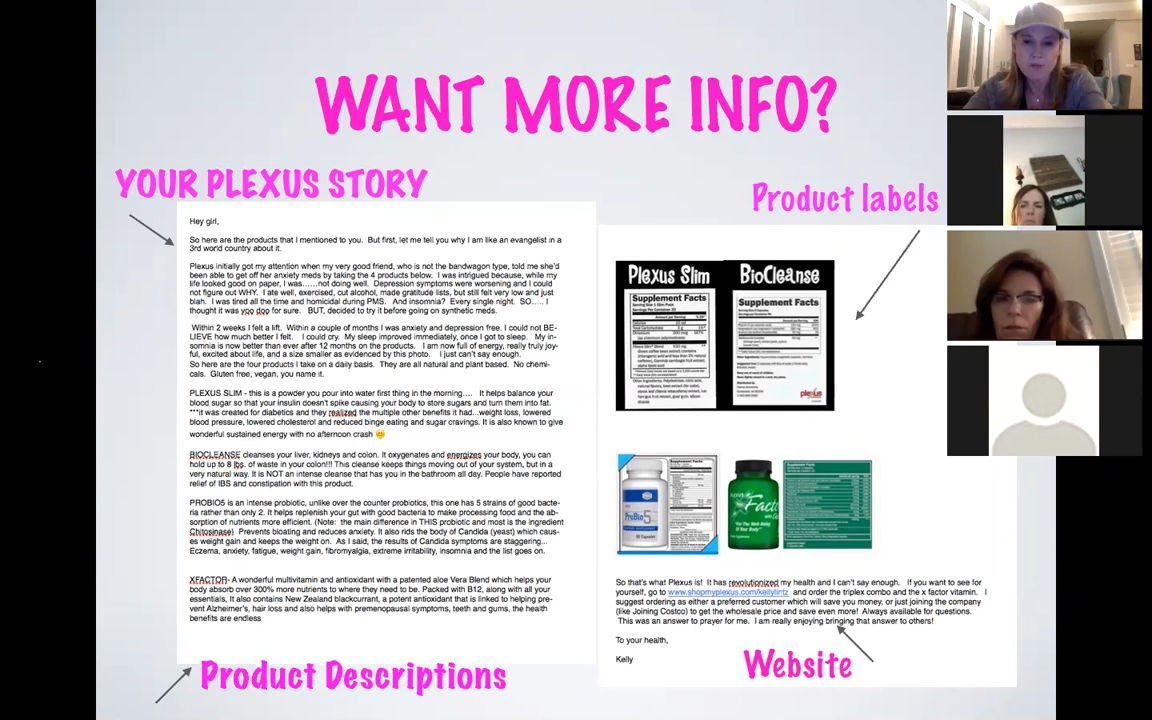 WANT MORE INFO?
YOUR PLEXUS STORY
Product labels
Hey girl,
So here are the products that I mentioned to you. But first, let me tell you why I am like an evangelist in a
3rd world country about it.
Plexus initially got my attention when my very good friend, who is not the bandwagon type, told me she'd
been able to get off her anxiety meds by taking the 4 products below. I was intrigued because, while my
life looked good on paper, I was......not doing well. Depression symptoms were worsening and I could
not figure out WHY. I ate well, exercised, cut alcohol, made gratitude lists, but still felt very low and just
blah. I was tired all the time and homicidal during PMS. And insomnia? Every single night. SO..... I
thought it was voo doo for sure. BUT, decided to try it before going on synthetic meds.
Within 2 weeks I felt a lift. Within a couple of months I was anxiety and depression free. I could not BE-
LIEVE how much better I felt. I could cry. My sleep improved immediately, once I got to sleep. My in-
somnia is now better than ever after 12 months on the products. I am now full of energy, really truly joy-
ful, excited about life, and a size smaller as evidenced by this photo. I just can't say enough.
So here are the four products I take on a daily basis. They are all natural and plant based. No chemi-
cals. Gluten free, vegan, you name it.
PLEXUS SLIM - this is a powder you pour into water first thing in the morning.... It helps balance your
blood sugar so that your insulin doesn't spike causing your body to store sugars and turn them into fat.
***it was created for diabetics and they realized the multiple other benefits it had...weight loss, lowered
blood pressure, lowered cholesterol and reduced binge eating and sugar cravings. It is also known to give
wonderful sustained energy with no afternoon crash 😊
BIOCLEANSE cleanses your liver, kidneys and colon. It oxygenates and energizes your body, you can
hold up to 8 lbs. of waste in your colon!!! This cleanse keeps things moving out of your system, but in a
very natural way. It is NOT an intense cleanse that has you in the bathroom all day. People have reported
relief of IBS and constipation with this product.
PROBIO5 is an intense probiotic, unlike over the counter probiotics, this one has 5 strains of good bacte-
ria rather than only 2. It helps replenish your gut with good bacteria to make processing food and the ab-
sorption of nutrients more efficient. (Note: the main difference in THIS probiotic and most is the ingredient
Chitosinase) Prevents bloating and reduces anxiety. It also rids the body of Candida (yeast) which caus-
es weight gain and keeps the weight on. As I said, the results of Candida symptoms are staggering...
Eczema, anxiety, fatigue, weight gain, fibromyalgia, extreme irritability, insomnia and the list goes on.
XFACTOR- A wonderful multivitamin and antioxidant with a patented aloe Vera Blend which helps your
body absorb over 300% more nutrients to where they need to be. Packed with B12, along with all your
essentials, It also contains New Zealand blackcurrant, a potent antioxidant that is linked to helping pre-
vent Alzheimer's, hair loss and also helps with premenopausal symptoms, teeth and gums, the health
benefits are endless
Product Descriptions
Plexus Slim
BioCleanse
Supplement Facts
Supplement Facts
plexus
ProBio5
Factor
So that's what Plexus is! It has revolutionized my health and I can't say enough. If you want to see for
yourself, go to www.shopmyplexus.com/kellylintz and order the triplex combo and the x factor vitamin. I
suggest ordering as either a preferred customer which will save you money, or just joining the company
(like Joining Costco) to get the wholesale price and save even more! Always available for questions.
This was an answer to prayer for me. I am really enjoying bringing that answer to others!
To your health,
Kelly
Website